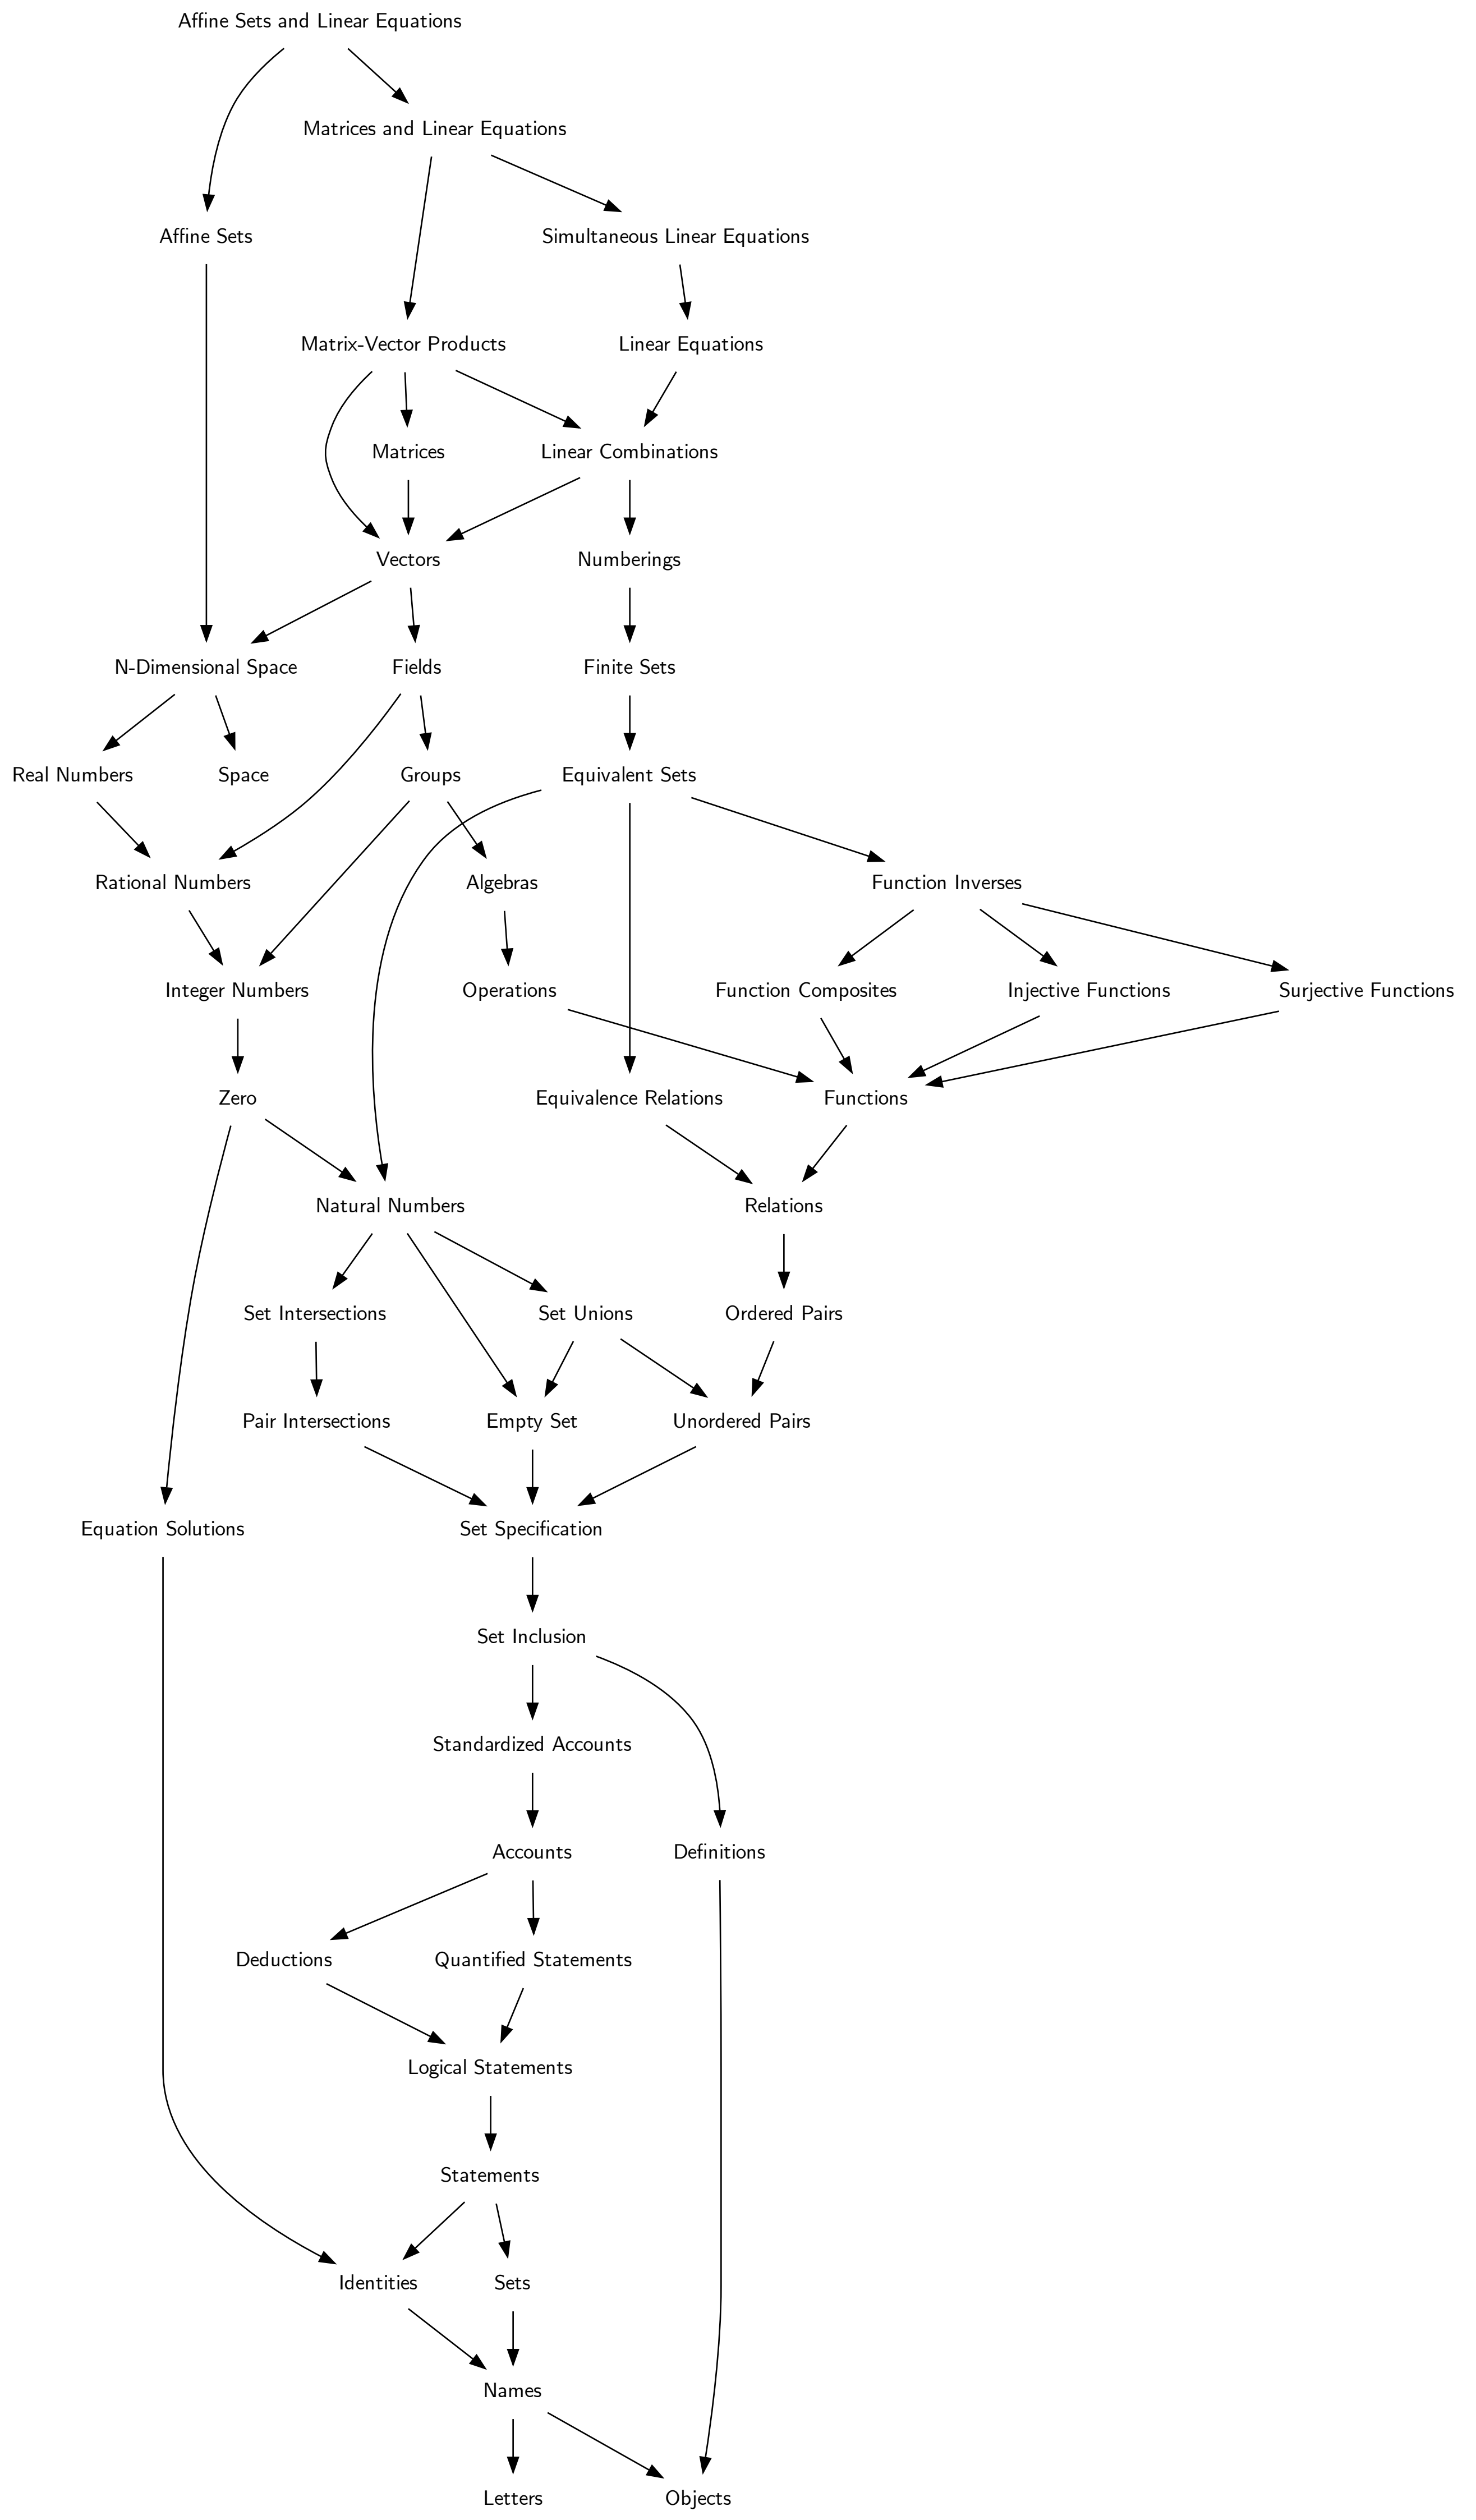 Affine Sets and Linear Equations
Matrices and Linear Equations
Affine Sets
Simultaneous Linear Equations
Matrix-Vector Products
Linear Equations
Matrices
Linear Combinations
Vectors
Numberings
N-Dimensional Space
Fields
Finite Sets
Real Numbers
Space
Groups
Equivalent Sets
Rational Numbers
Algebras
Function Inverses
Integer Numbers
Operations
Function Composites
Injective Functions
Surjective Functions
Zero
Equivalence Relations
Functions
Natural Numbers
Relations
Set Intersections
Set Unions
Ordered Pairs
Pair Intersections
Empty Set
Unordered Pairs
Equation Solutions
Set Specification
Set Inclusion
Standardized Accounts
Accounts
Definitions
Deductions
Quantified Statements
Logical Statements
Statements
Identities
Sets
Names
Letters
Objects